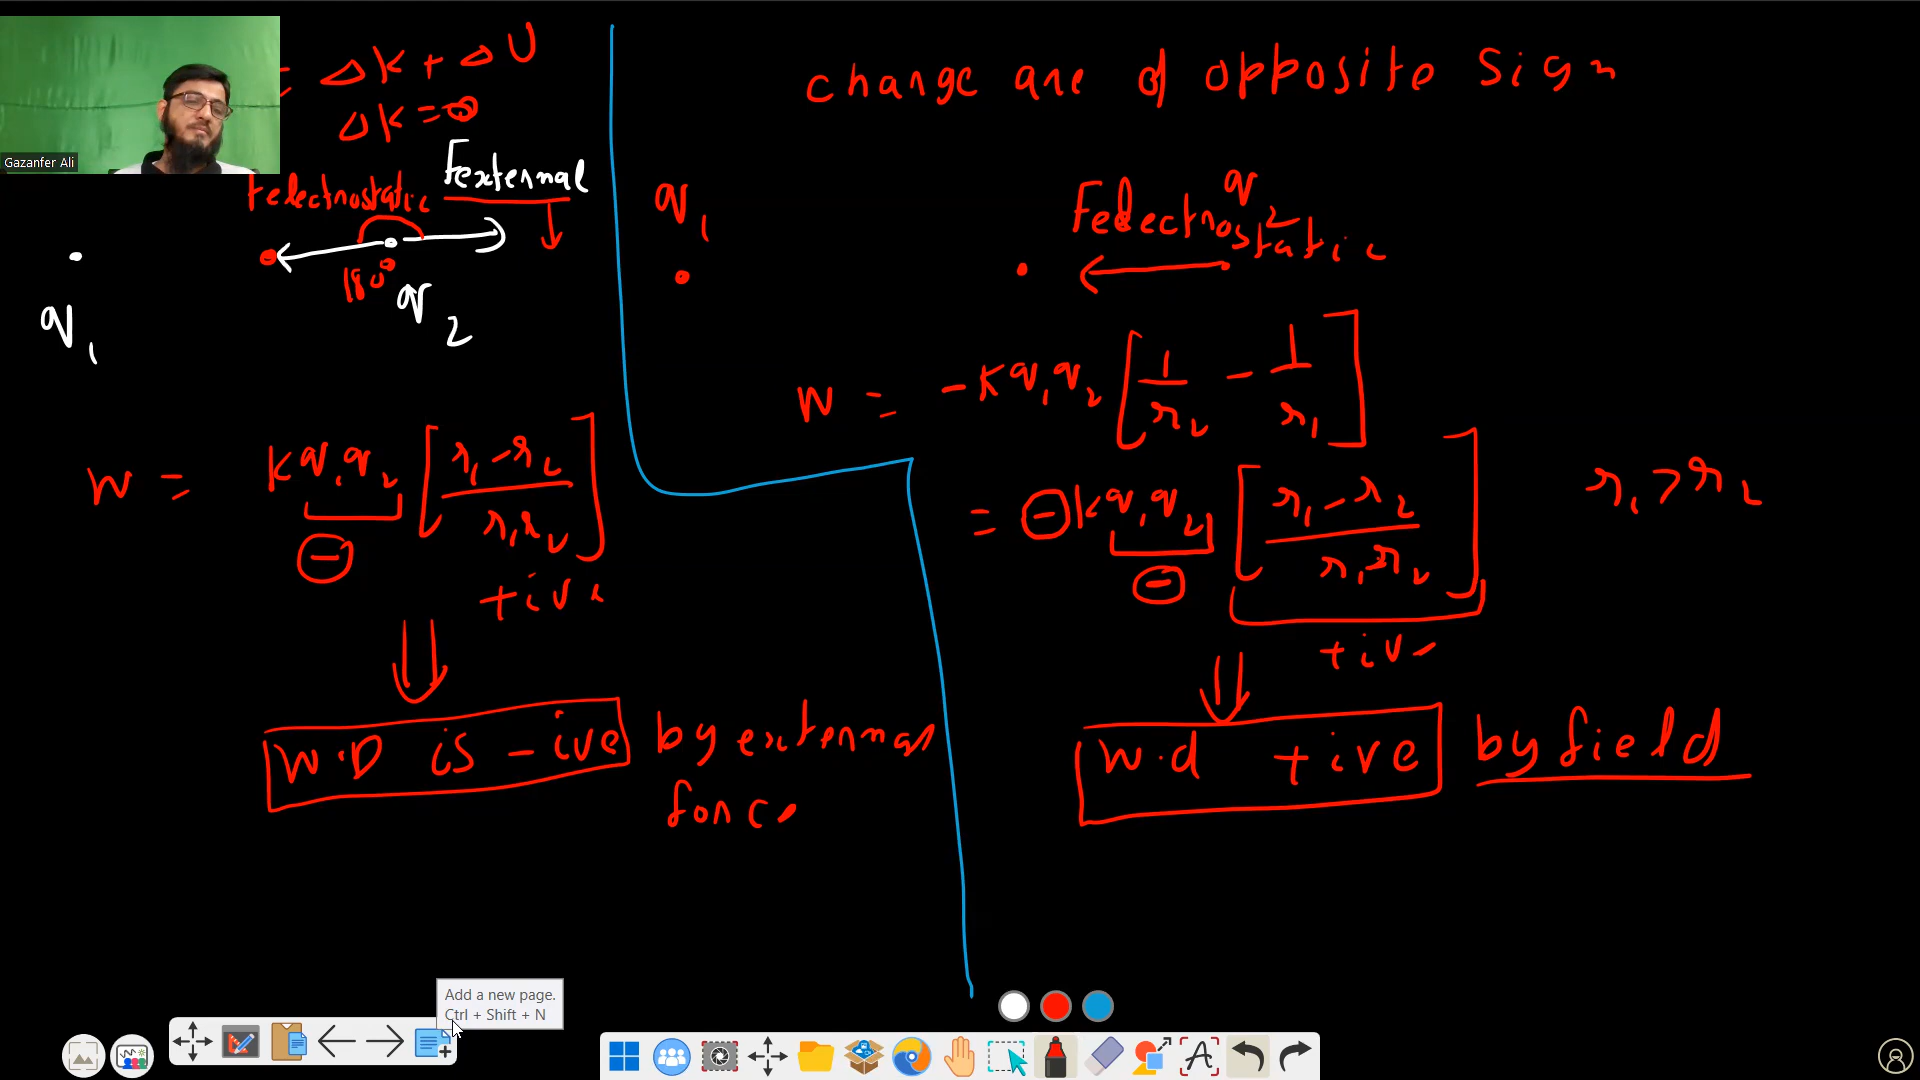 = ΔK + ΔU
ΔK = 0
Gazanfer Ali
Felectrostatic
Fexternal
180°
q1
q2
W = kq1q2 [r1-r2 / r1r2]
-
+ive
W.D is -ive by external
force
change are of opposite sign
q1
q2
Felectrostatic
W = -kq1q2 [1/r2 - 1/r1]
= -kq1q2 [r1-r2 / r1r2]
r1 > r2
-
+ive
W.d +ive by field
Add a new page.
Ctrl + Shift + N